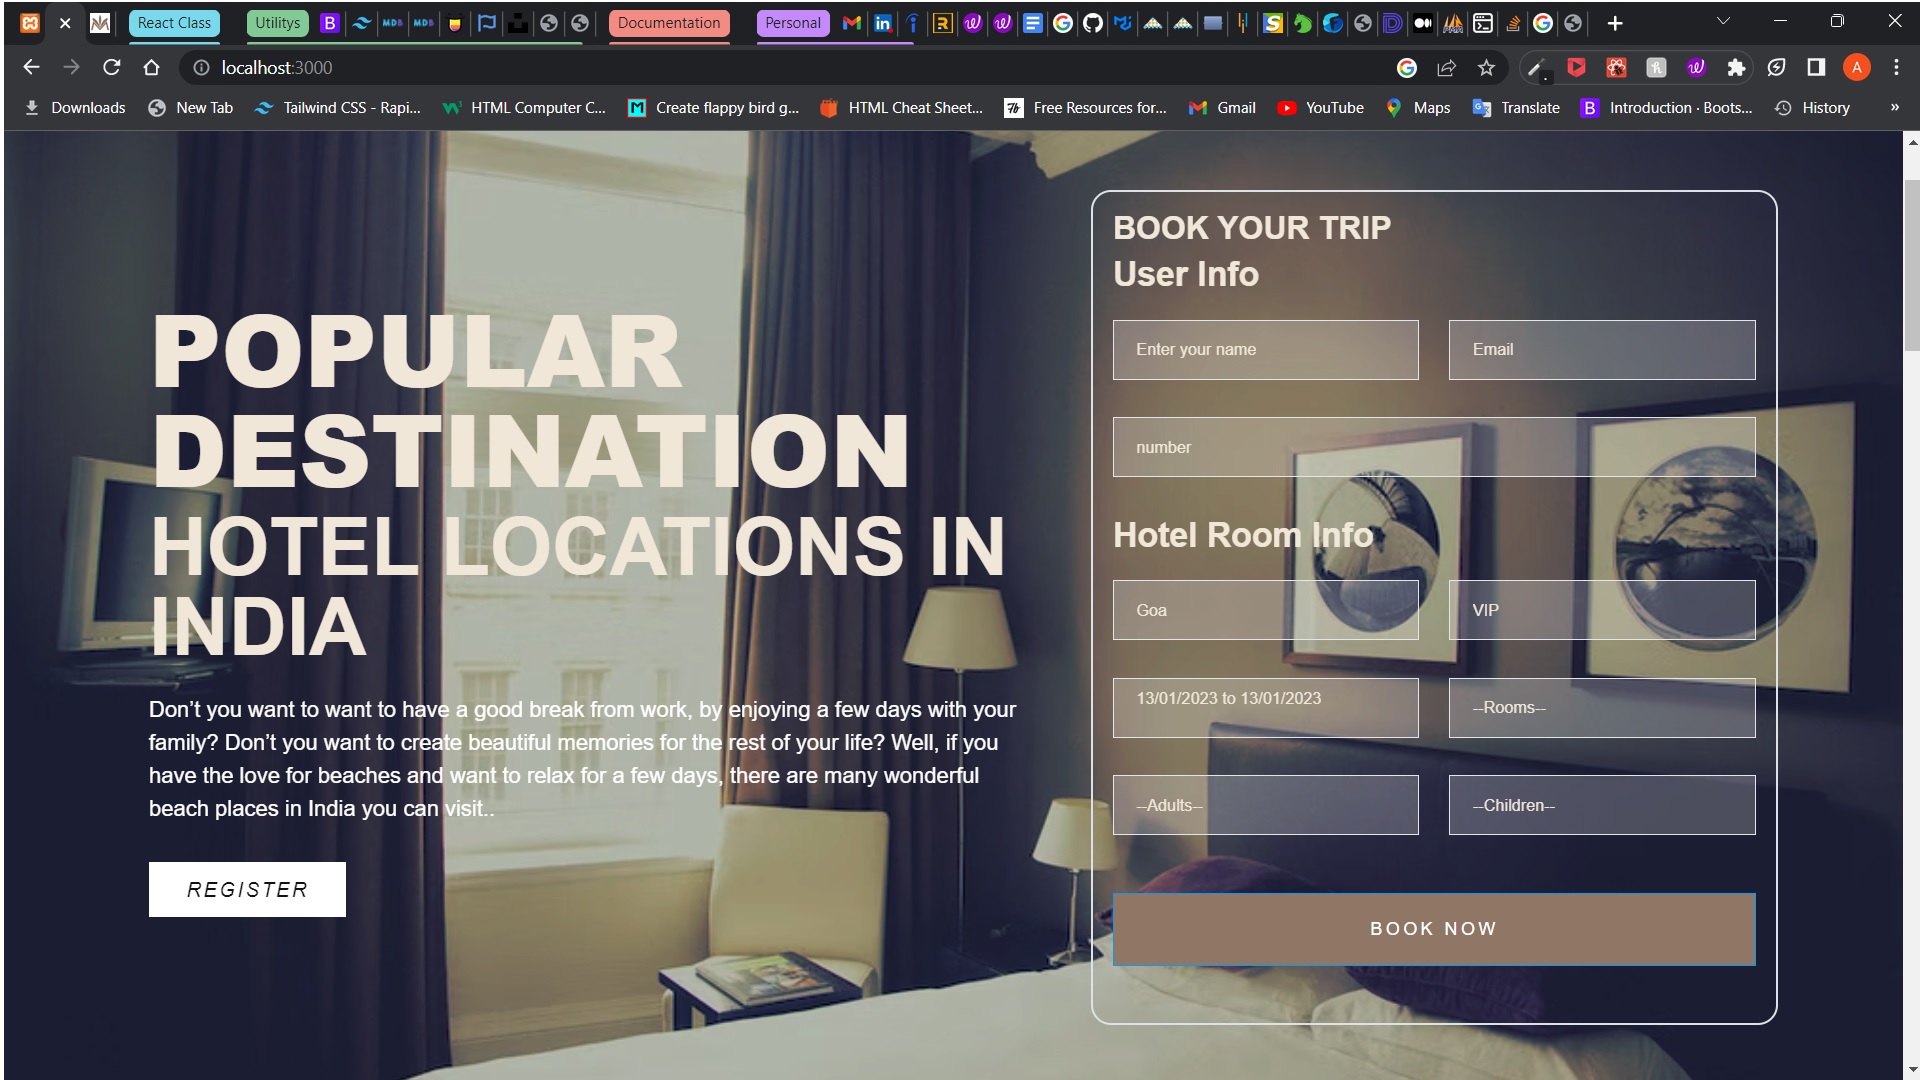 React Class
Utilitys
Documentation
Personal
localhost:3000
A
Downloads
New Tab
Tailwind CSS - Rapi...
HTML Computer C...
Create flappy bird g...
HTML Cheat Sheet...
Free Resources for...
Gmail
YouTube
Maps
Translate
Introduction · Boots...
History
»
POPULAR
DESTINATION
HOTEL LOCATIONS IN
INDIA
Don’t you want to want to have a good break from work, by enjoying a few days with your
family? Don’t you want to create beautiful memories for the rest of your life? Well, if you
have the love for beaches and want to relax for a few days, there are many wonderful
beach places in India you can visit..
REGISTER
BOOK YOUR TRIP
User Info
Enter your name
Email
number
Hotel Room Info
Goa
VIP
13/01/2023 to 13/01/2023
--Rooms--
--Adults--
--Children--
BOOK NOW